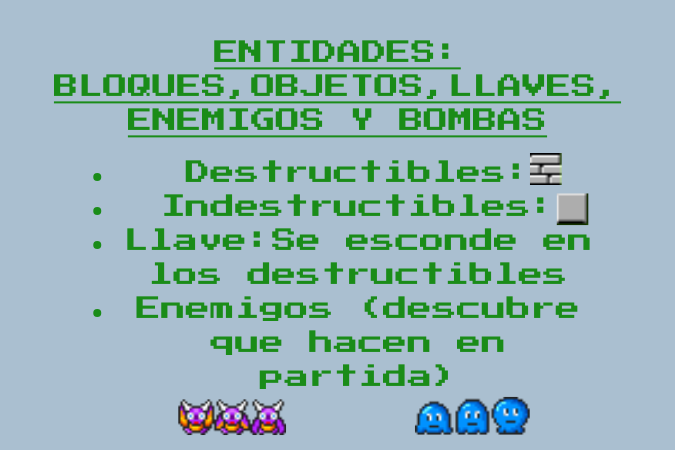 ENTIDADES:
BLOQUES,OBJETOS,LLAVES,
ENEMIGOS Y BOMBAS
• Destructibles:
• Indestructibles:
• Llave:Se esconde en
los destructibles
• Enemigos (descubre
que hacen en
partida)